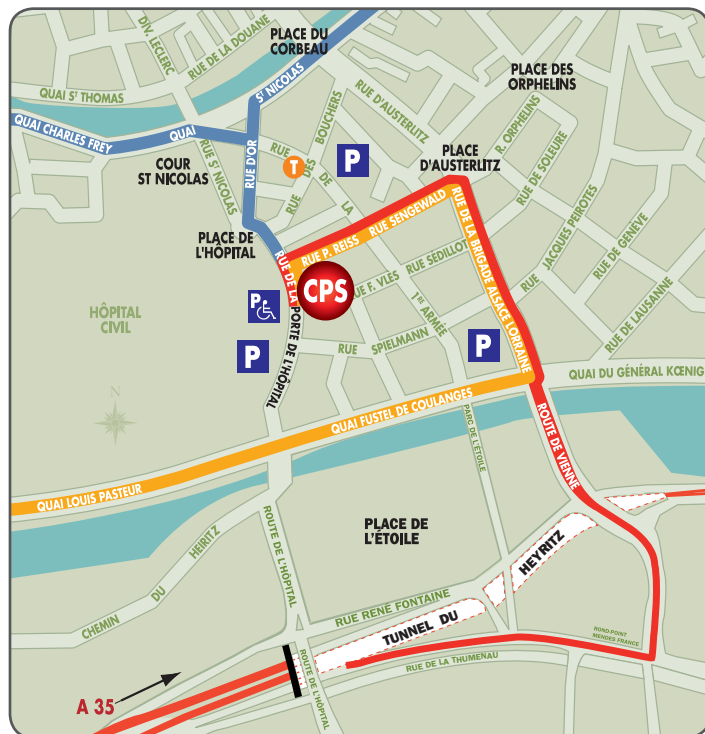 PLACE DU
CORBEAU
DIV. LECLERC
RUE DE LA DOUANE
QUAI ST THOMAS
ST NICOLAS
PLACE DES
ORPHELINS
QUAI CHARLES FREY
QUAI
RUE D'AUSTERLITZ
R. ORPHELINS
RUE DES BOUCHERS
RUE DE LA 1RE ARMÉE
P
T
COUR
ST NICOLAS
RUE ST NICOLAS
RUE D'OR
PLACE
D'AUSTERLITZ
RUE DE SOLEURE
PLACE DE
L'HÔPITAL
RUE P. REISS
RUE SENGEWALD
RUE DE LA BRIGADE ALSACE LORRAINE
RUE JACQUES PEIROTES
RUE DE GENÈVE
RUE DE LAUSANNE
RUE DE LA PORTE DE L'HÔPITAL
CPS
RUE F. VLÈS
RUE SÉDILLOT
HÔPITAL
CIVIL
P
P
RUE SPIELMANN
P
N
QUAI DU GÉNÉRAL KŒNIG
QUAI FUSTEL DE COULANGES
QUAI LOUIS PASTEUR
PARC DE L'ÉTOILE
ROUTE DE VIENNE
PLACE DE
L'ÉTOILE
CHEMIN DU HEIRITZ
ROUTE DE L'HÔPITAL
RUE RENÉ FONTAINE
TUNNEL DU HEYRITZ
ROND-POINT
MENDES FRANCE
RUE DE LA THUMENAU
ROUTE DE L'HÔPITAL
A 35